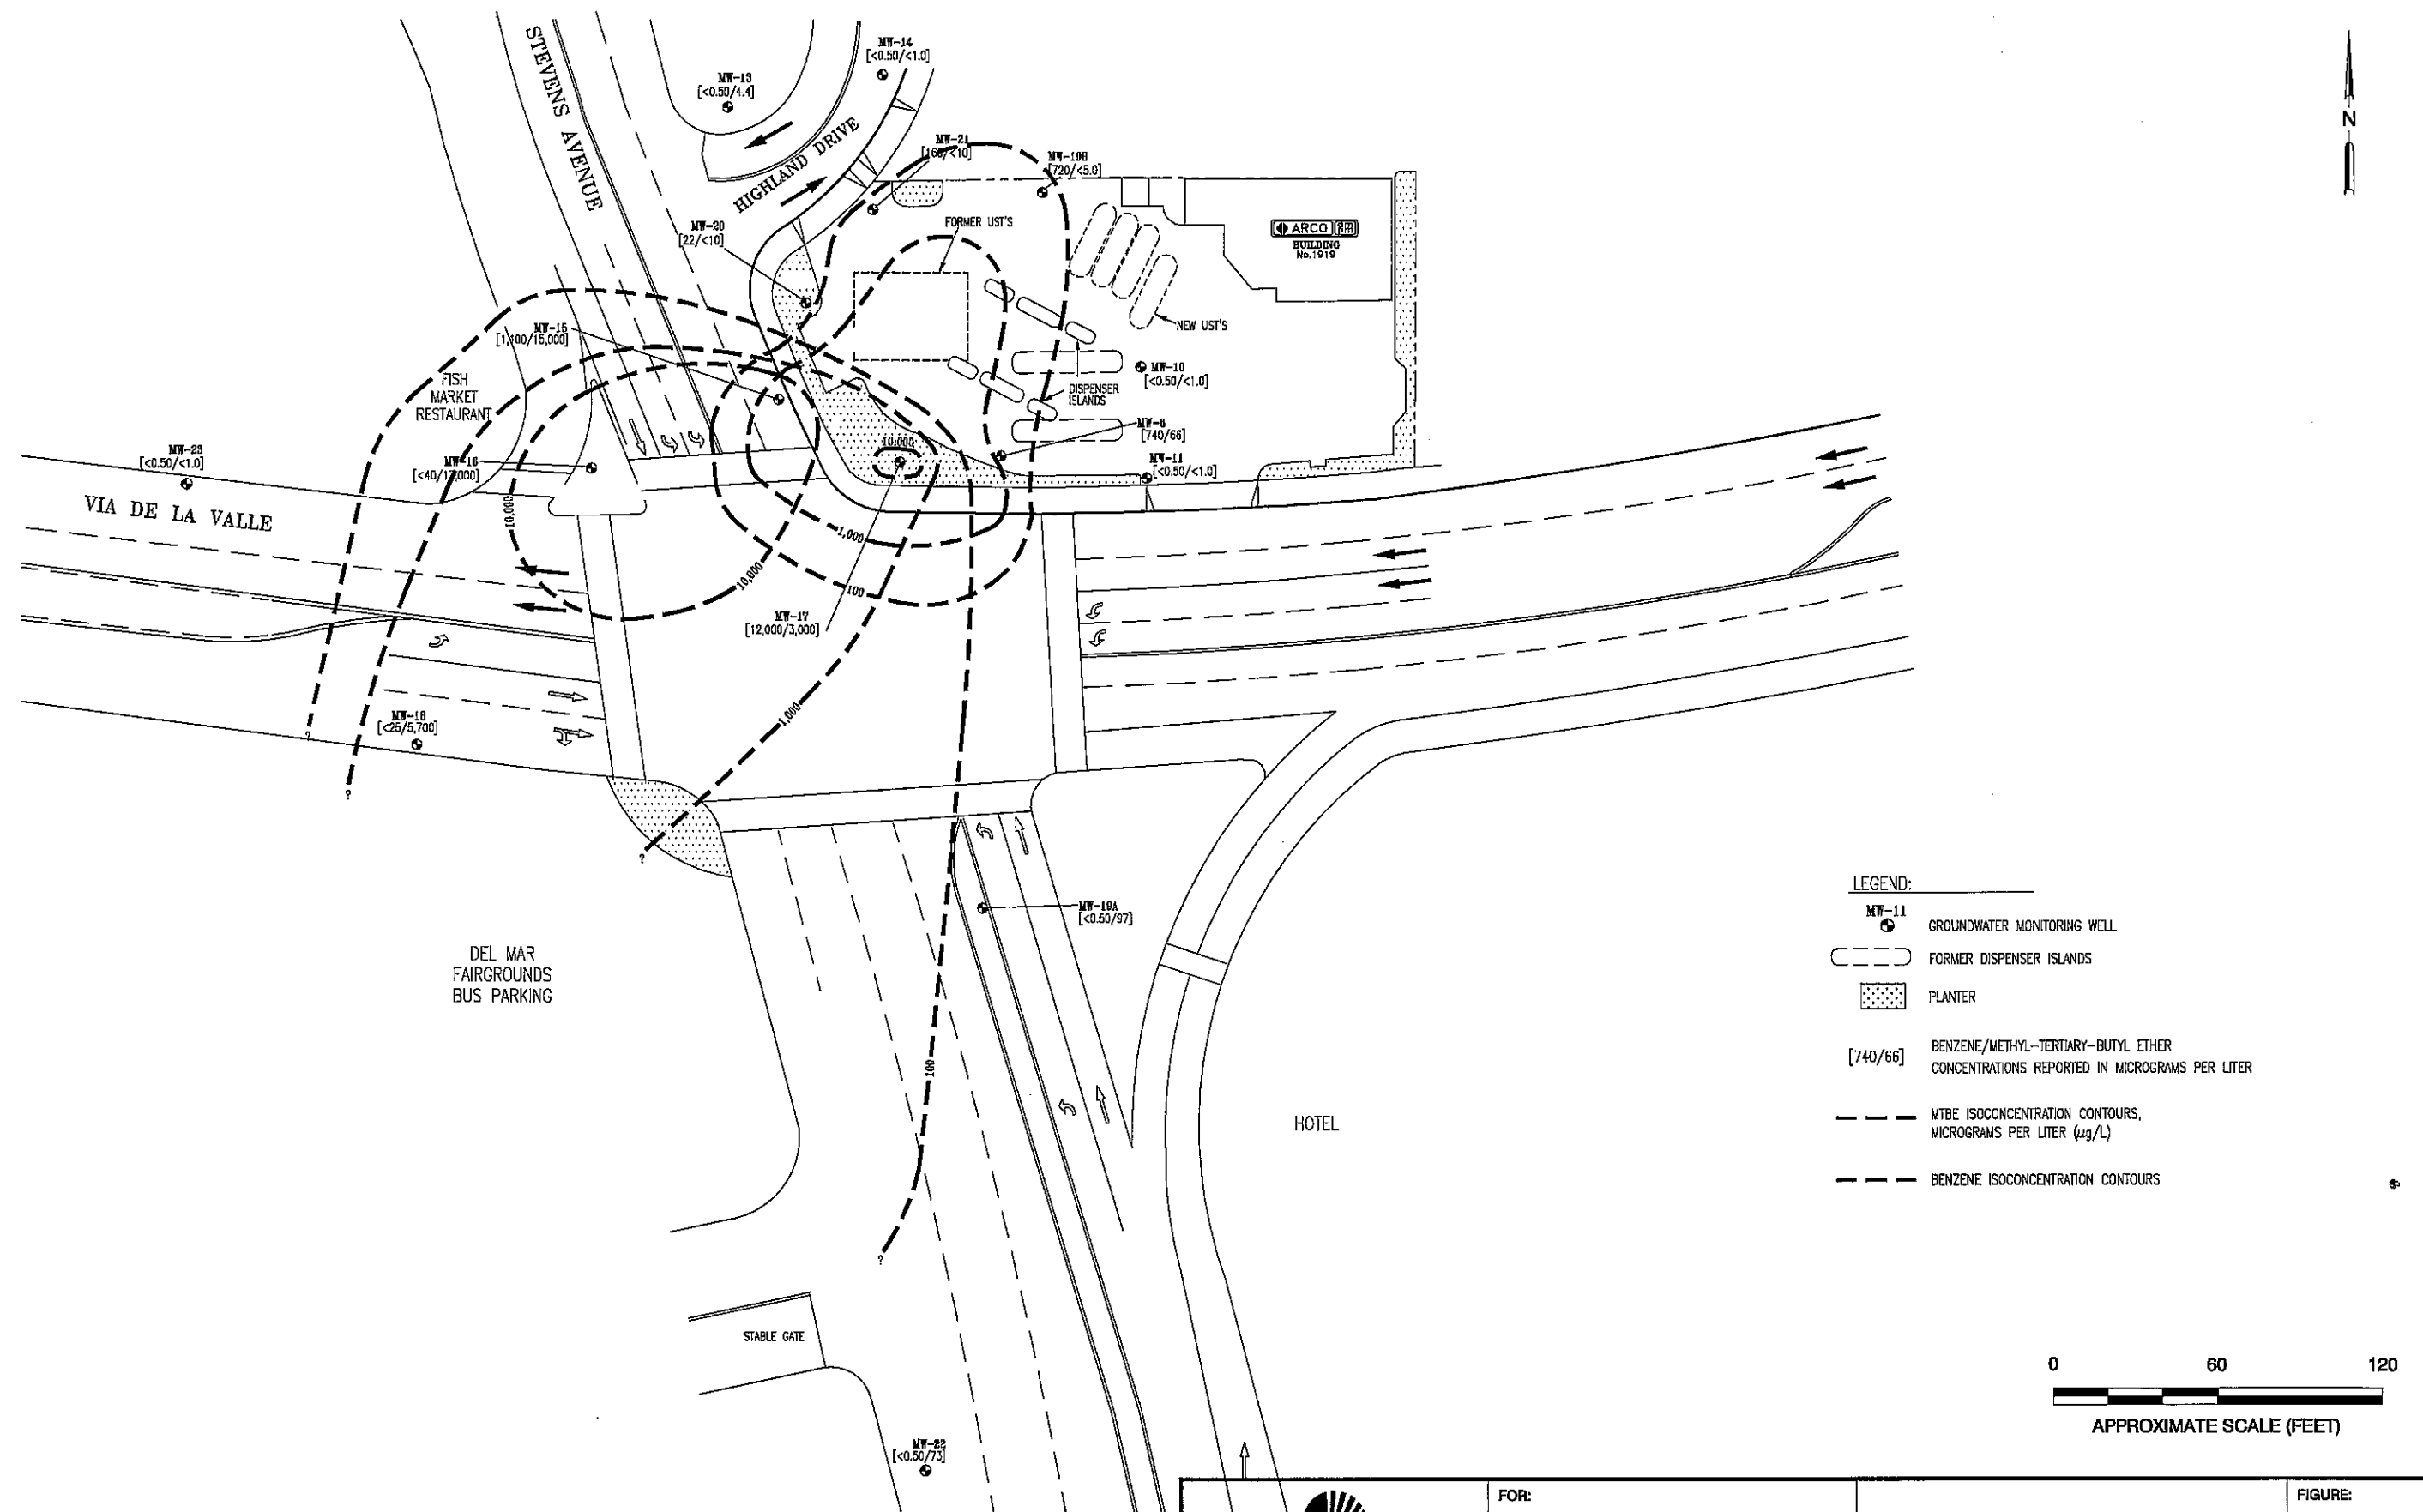 MW-14
[<0.50/<1.0]
MW-13
[<0.50/4.4]
STEVENS AVENUE
HIGHLAND DRIVE
MW-21
[160/<10]
MW-19B
[720/<5.0]
N
MW-20
[22/<10]
FORMER UST'S
ARCO
BUILDING
No.1919
NEW UST'S
MW-15
[1,100/15,000]
FISH
MARKET
RESTAURANT
MW-10
[<0.50/<1.0]
DISPENSER
ISLANDS
MW-6
[740/66]
10,000
MW-11
[<0.50/<1.0]
MW-23
[<0.50/<1.0]
MW-16
VIA DE LA VALLE
10,000
1,000
10,000
100
MW-17
[12,000/3,000]
1,000
?
MW-18
[<25/5,700]
?
?
MW-19A
[<0.50/97]
DEL MAR
FAIRGROUNDS
BUS PARKING
100
HOTEL
?
STABLE GATE
MW-22
[<0.50/73]
LEGEND:
MW-11
GROUNDWATER MONITORING WELL
FORMER DISPENSER ISLANDS
PLANTER
[740/66]
BENZENE/METHYL-TERTIARY-BUTYL ETHER
CONCENTRATIONS REPORTED IN MICROGRAMS PER LITER
MTBE ISOCONCENTRATION CONTOURS,
MICROGRAMS PER LITER (µg/L)
BENZENE ISOCONCENTRATION CONTOURS
0 60 120
APPROXIMATE SCALE (FEET)
FOR:
FIGURE: